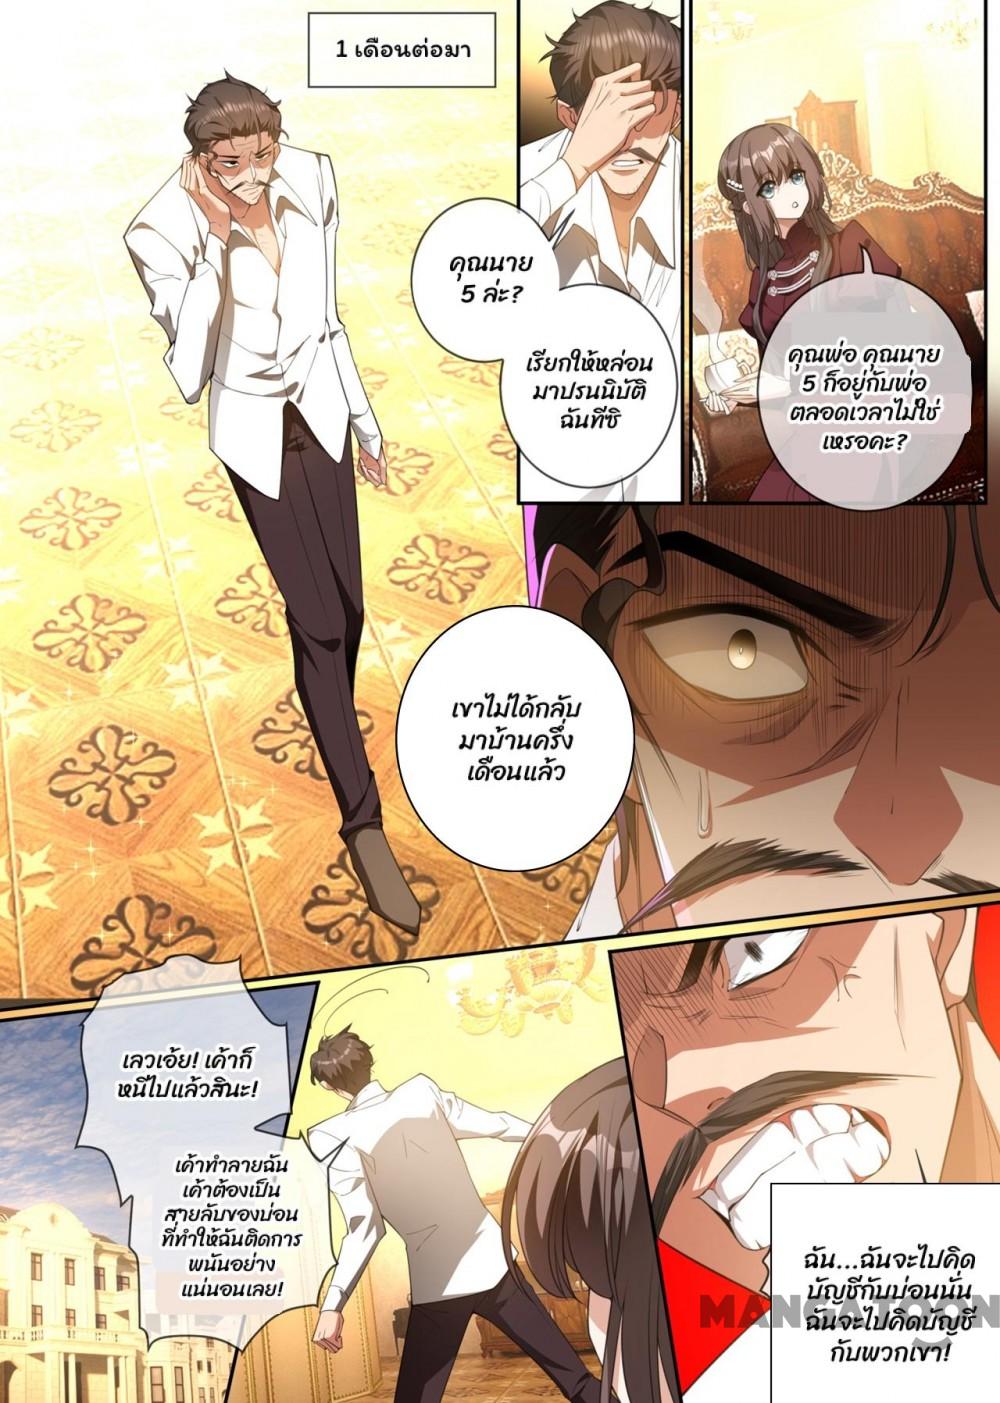 1 เดือนต่อมา
คุณนาย
5 ล่ะ?
เรียกให้หล่อน
มาปรนนิบัติ
ฉันทีซิ
คุณพ่อ คุณนาย
5 ก็อยู่กับพ่อ
ตลอดเวลาไม่ใช่
เหรอคะ?
เขาไม่ได้กลับ
มาบ้านครึ่ง
เดือนแล้ว
เลวเอ้ย! เค้าก็
หนีไปแล้วสินะ!
เค้าทำลายฉัน
เค้าต้องเป็น
สายลับของบ่อน
ที่ทำให้ฉันติดการ
พนันอย่าง
แน่นอนเลย!
ฉัน...ฉันจะไปคิด
บัญชีกับบ่อนนั่น
ฉันจะไปคิดบัญชี
กับพวกเขา!
MANGATOON